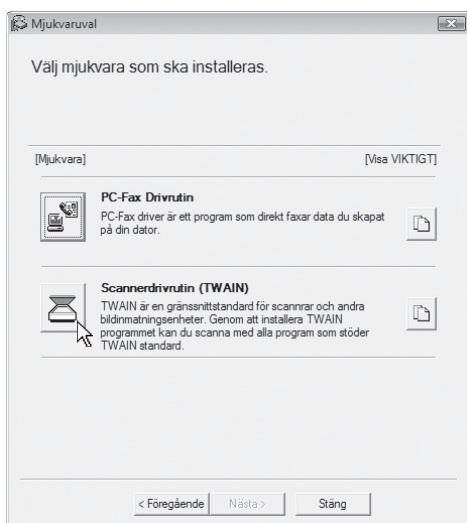 Mjukvaruval
Välj mjukvara som ska installeras.
[Mjukvara] [Visa VIKTIGT]
PC-Fax Drivrutin
PC-Fax driver är ett program som direkt faxar data du skapat
på din dator.
Scannerdrivrutin (TWAIN)
TWAIN är en gränssnittstandard för scannrar och andra
bildinmatningsenheter. Genom att installera TWAIN
programmet kan du scanna med alla program som stöder
TWAIN standard.
< Föregående Nästa > Stäng